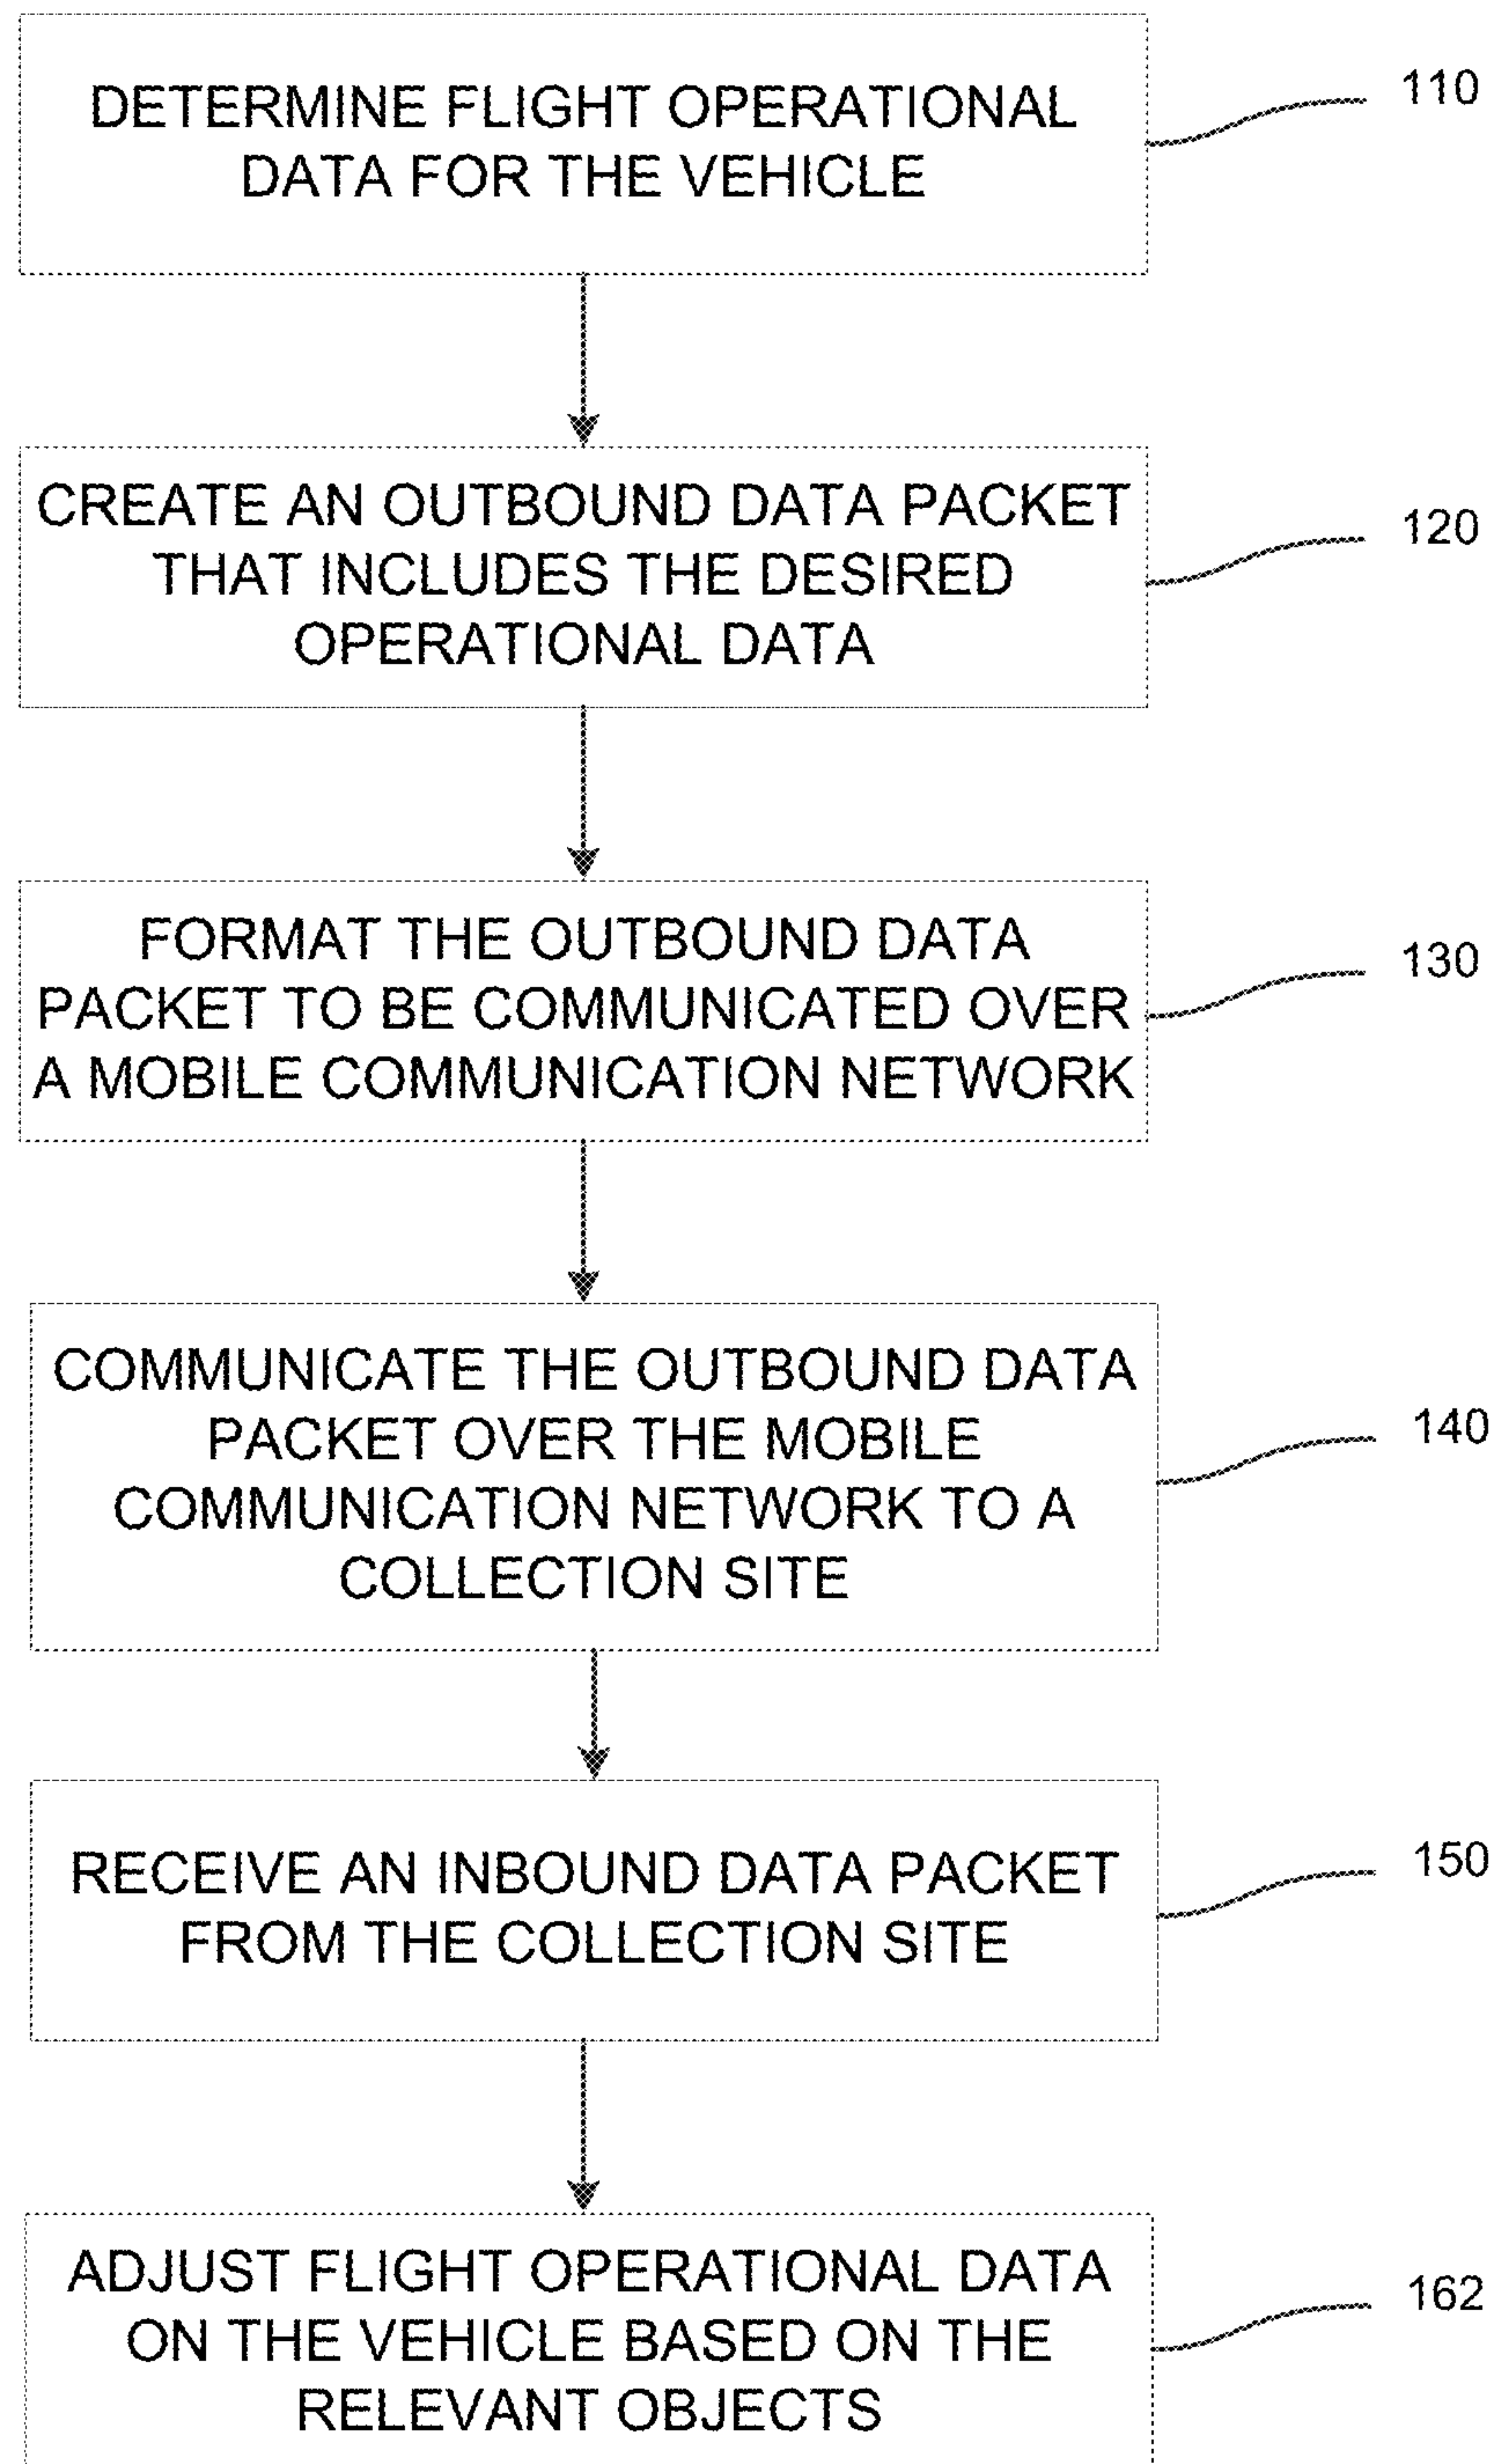 DETERMINE FLIGHT OPERATIONAL
DATA FOR THE VEHICLE
110
CREATE AN OUTBOUND DATA PACKET
THAT INCLUDES THE DESIRED
OPERATIONAL DATA
120
FORMAT THE OUTBOUND DATA
PACKET TO BE COMMUNICATED OVER
A MOBILE COMMUNICATION NETWORK
130
COMMUNICATE THE OUTBOUND DATA
PACKET OVER THE MOBILE
COMMUNICATION NETWORK TO A
COLLECTION SITE
140
RECEIVE AN INBOUND DATA PACKET
FROM THE COLLECTION SITE
150
ADJUST FLIGHT OPERATIONAL DATA
ON THE VEHICLE BASED ON THE
RELEVANT OBJECTS
162